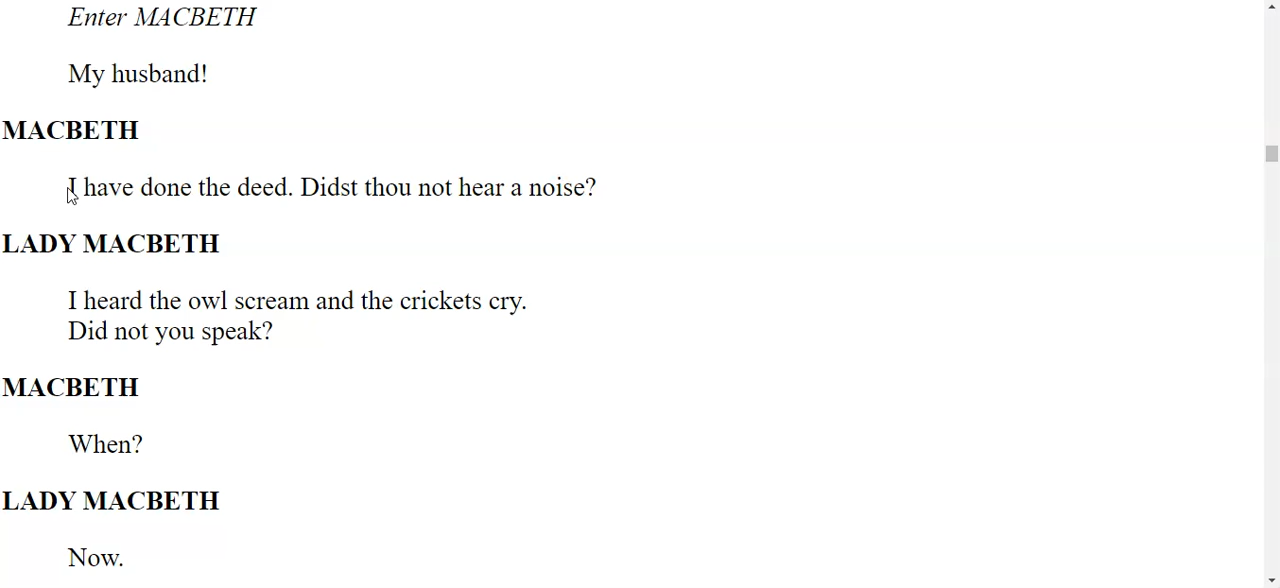 Enter MACBETH
My husband!
MACBETH
I have done the deed. Didst thou not hear a noise?
LADY MACBETH
I heard the owl scream and the crickets cry.
Did not you speak?
MACBETH
When?
LADY MACBETH
Now.